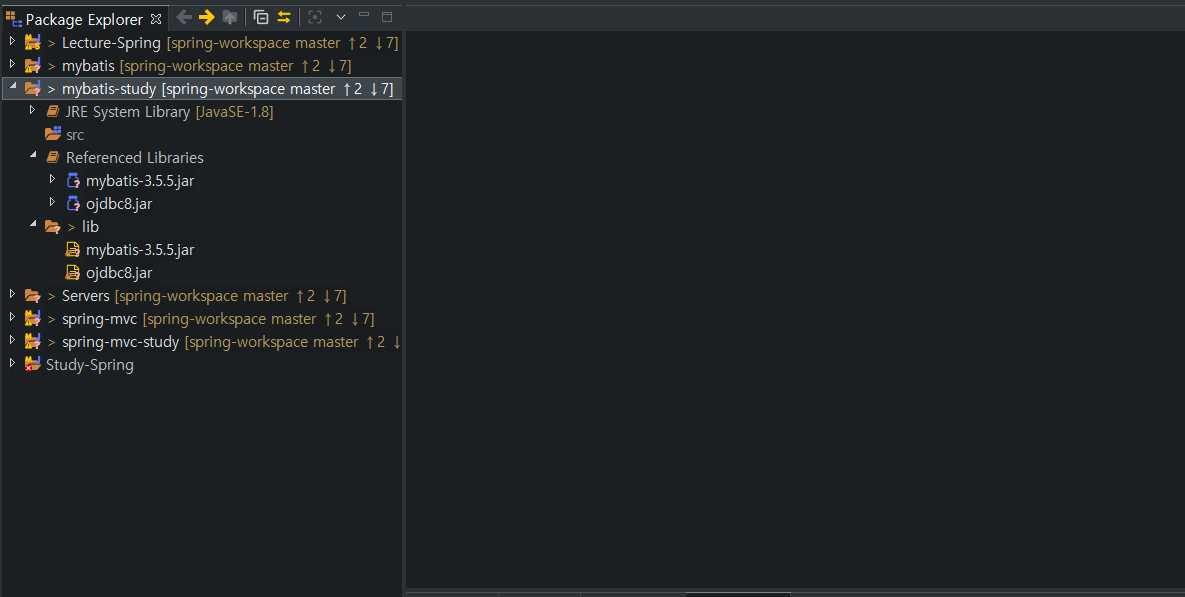 Package Explorer
> Lecture-Spring [spring-workspace master ↑2 ↓7]
> mybatis [spring-workspace master ↑2 ↓7]
> mybatis-study [spring-workspace master ↑2 ↓7]
JRE System Library [JavaSE-1.8]
src
Referenced Libraries
mybatis-3.5.5.jar
ojdbc8.jar
> lib
mybatis-3.5.5.jar
ojdbc8.jar
> Servers [spring-workspace master ↑2 ↓7]
> spring-mvc [spring-workspace master ↑2 ↓7]
> spring-mvc-study [spring-workspace master ↑2 ↓
Study-Spring